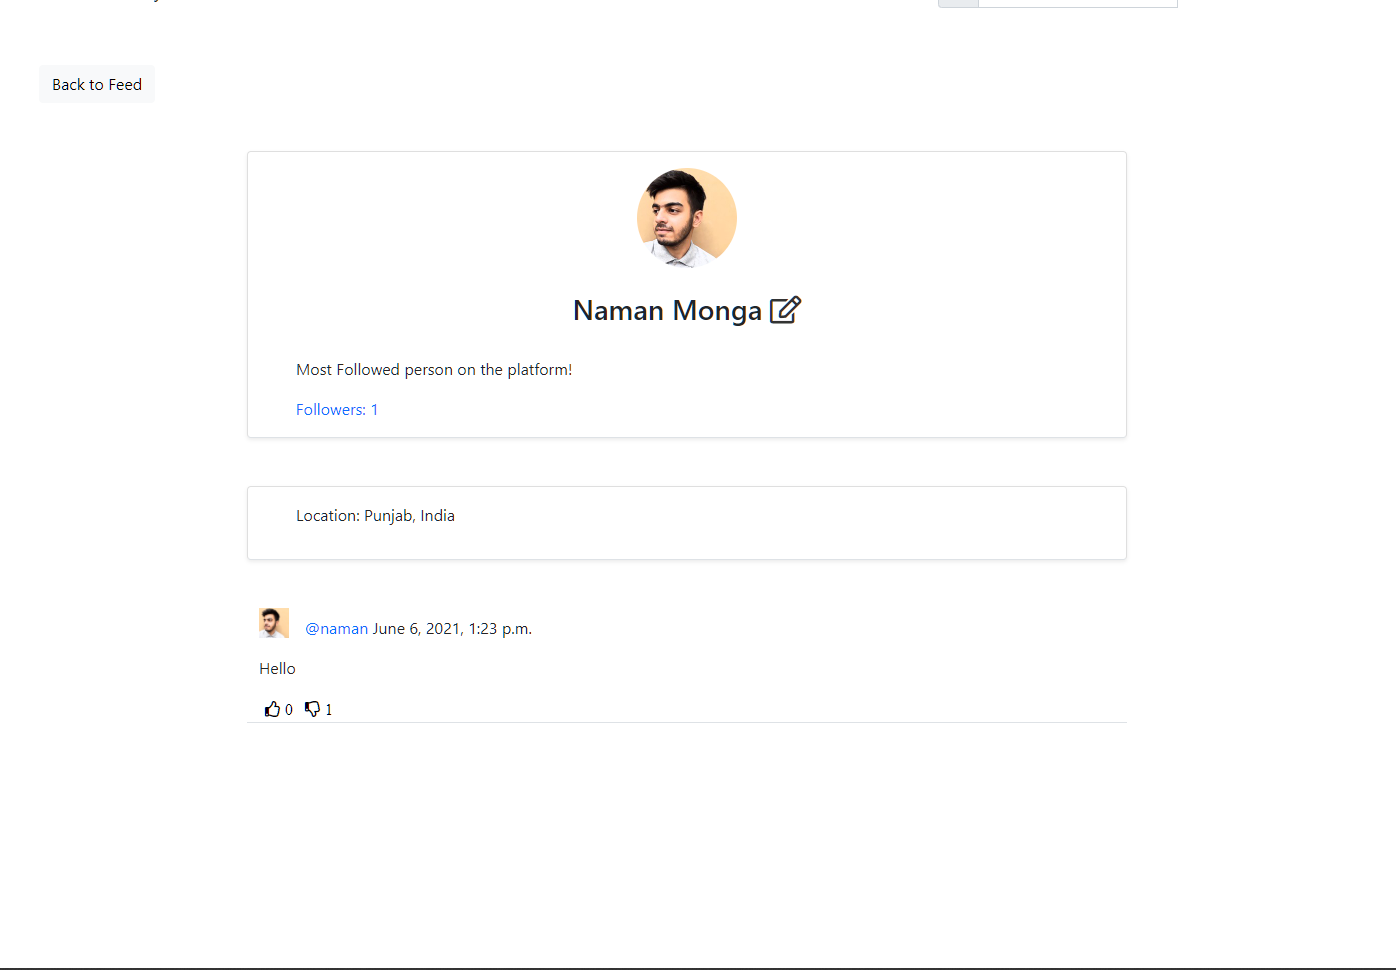 Back to Feed
Naman Monga
Most Followed person on the platform!
Followers: 1
Location: Punjab, India
@naman June 6, 2021, 1:23 p.m.
Hello
0 1